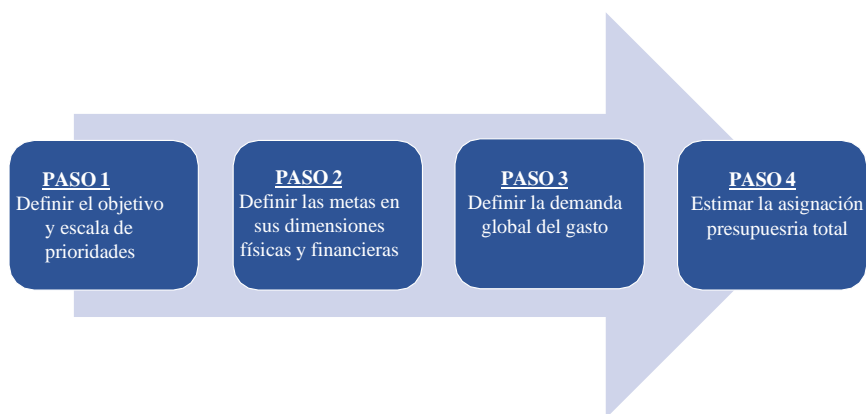 PASO 1
Definir el objetivo
y escala de
prioridades
PASO 2
Definir las metas en
sus dimensiones
físicas y financieras
PASO 3
Definir la demanda
global del gasto
PASO 4
Estimar la asignación
presupuesria total